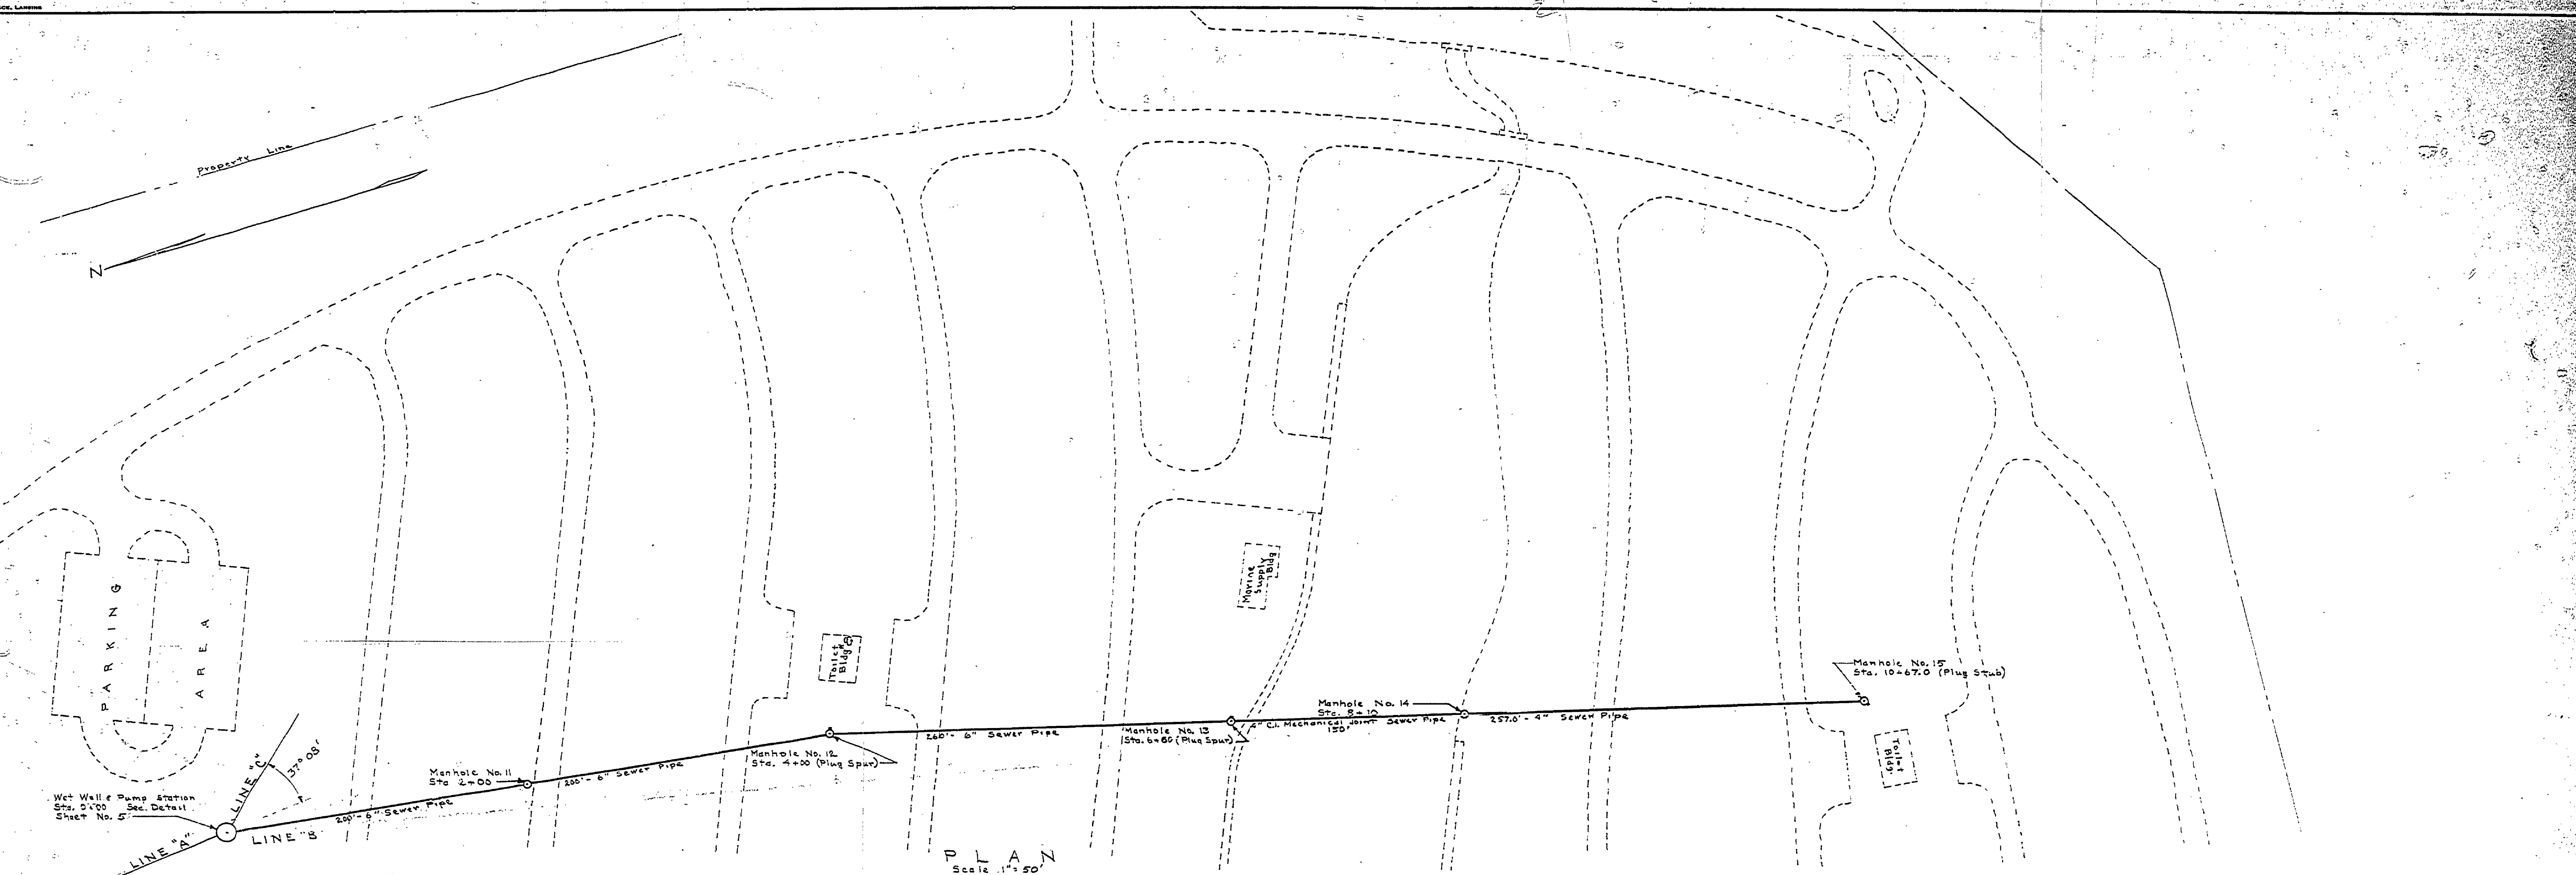 CE, LANSING
Property Line
N
PARKING
AREA
Toilet
Bldg
Marine
Supply
Bldg
Toilet
Bldg.
Manhole No. 15
Sta. 10+67.0 (Plug Stub)
Manhole No. 14
Sta. 8+10
4" C.I. Mechanical Joint Sewer Pipe
150'
257.0' - 4" Sewer Pipe
Manhole No. 13
Sta. 6+60 (Plug Spur)
260' - 6" Sewer Pipe
Manhole No. 12
Sta. 4+00 (Plug Spur)
200' - 6" Sewer Pipe
Manhole No. 11
Sta 2+00
200' - 6" Sewer Pipe
Wet Well & Pump Station
Sta. 0+00 See. Detail
Sheet No. 5
LINE "C"
37° 08'
LINE "A"
LINE "B
PLAN
Scale 1" = 50'